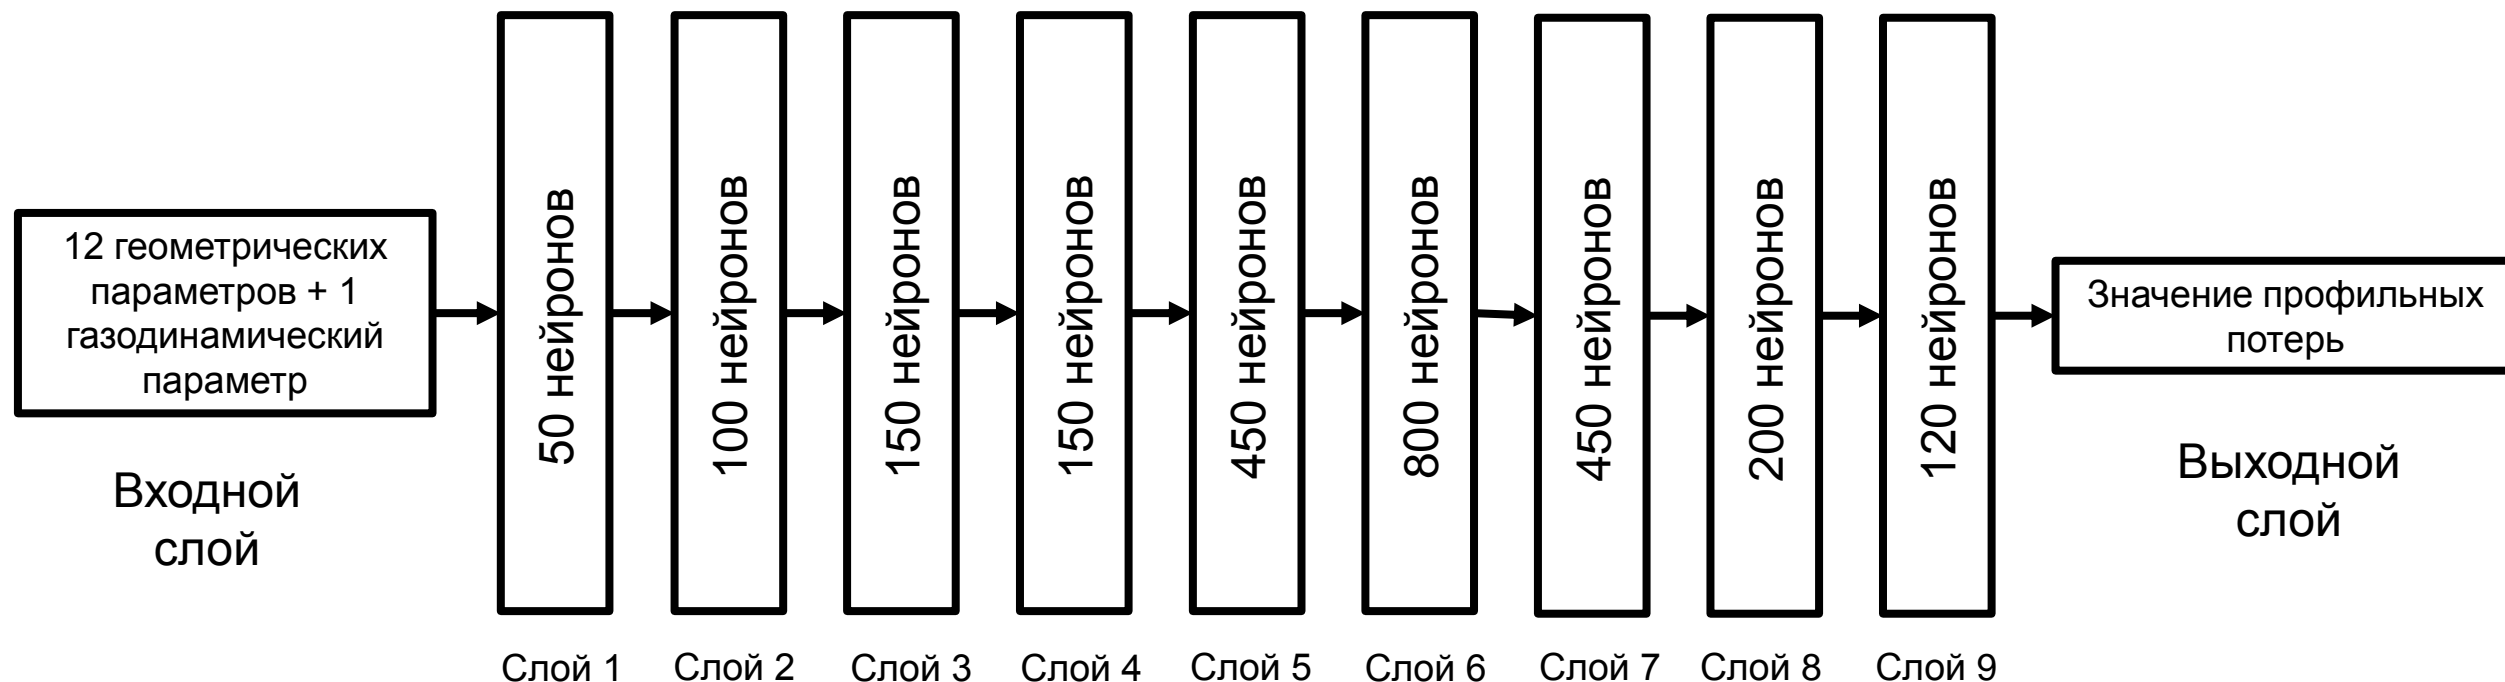 12 геометрических
параметров + 1
газодинамический
параметр
Входной
слой
50 нейронов
100 нейронов
150 нейронов
150 нейронов
450 нейронов
800 нейронов
450 нейронов
200 нейронов
120 нейронов
Слой 1
Слой 2
Слой 3
Слой 4
Слой 5
Слой 6
Слой 7
Слой 8
Слой 9
Значение профильных
потерь
Выходной
слой